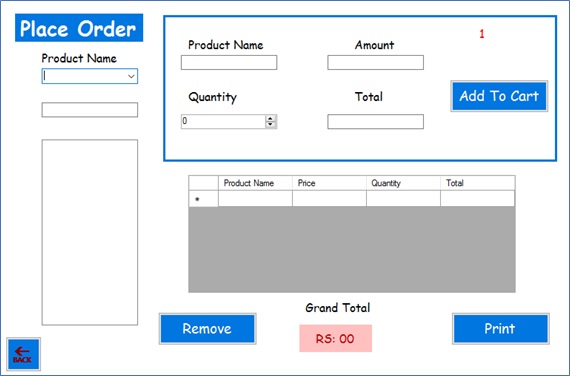 Place Order
Product Name
Product Name
Amount
1
Quantity
Total
0
Add To Cart
Product Name Price Quantity Total
*
Grand Total
Remove
RS: 00
Print
BACK